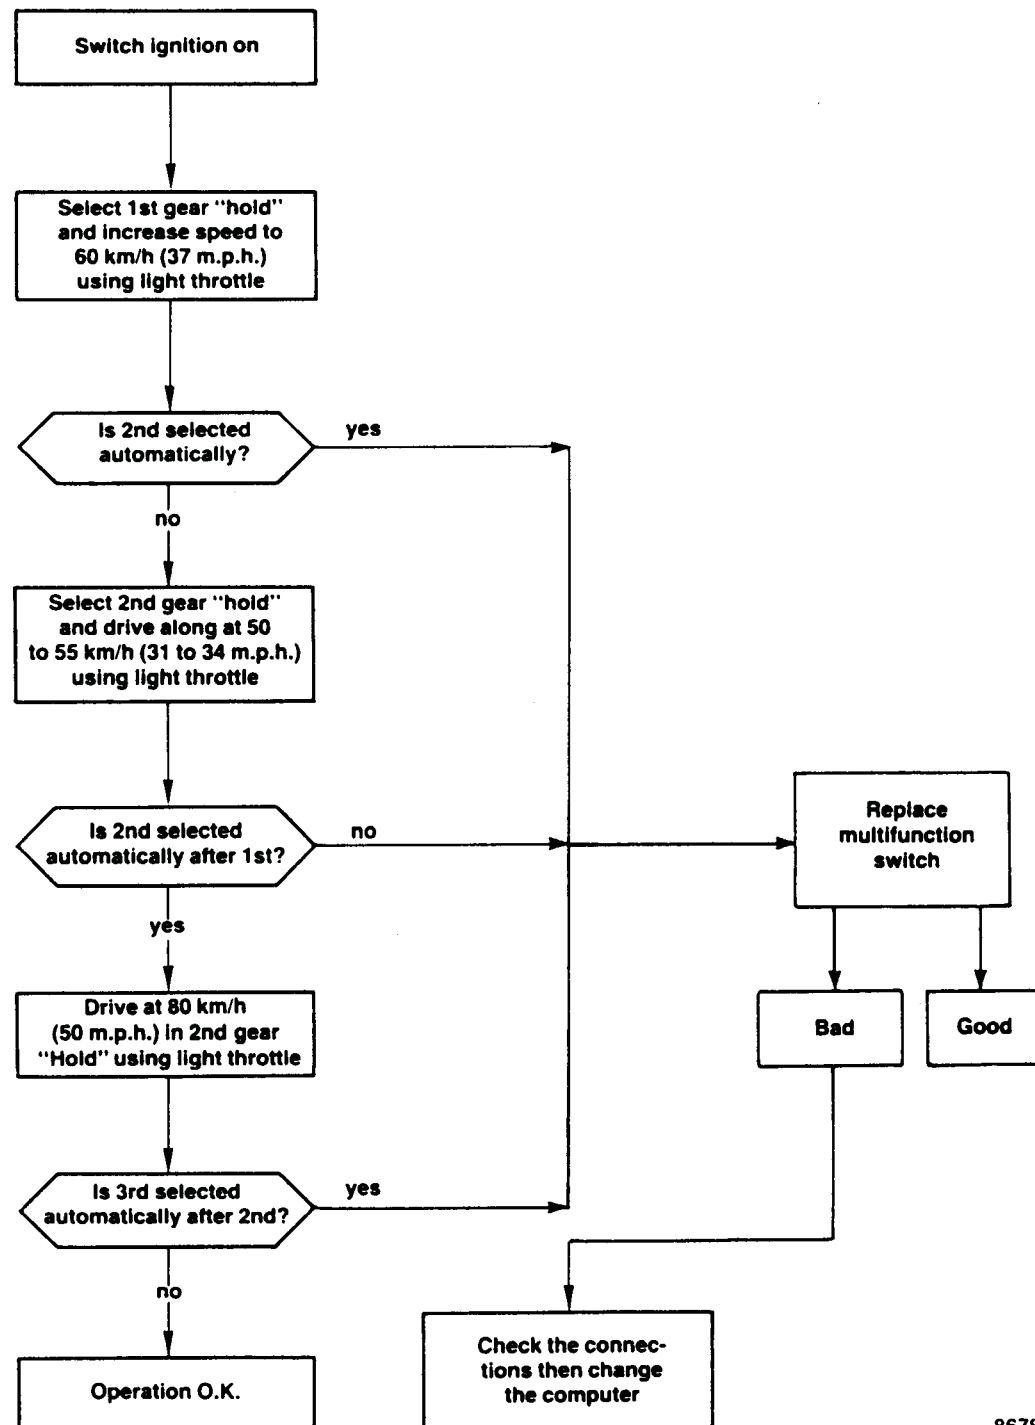 Switch ignition on
Select 1st gear "hold"
and increase speed to
60 km/h (37 m.p.h.)
using light throttle
Is 2nd selected
automatically?
yes
no
Select 2nd gear "hold"
and drive along at 50
to 55 km/h (31 to 34 m.p.h.)
using light throttle
Is 2nd selected
automatically after 1st?
no
yes
Replace
multifunction
switch
Drive at 80 km/h
(50 m.p.h.) in 2nd gear
"Hold" using light throttle
Bad
Good
Is 3rd selected
automatically after 2nd?
yes
no
Operation O.K.
Check the connec-
tions then change
the computer